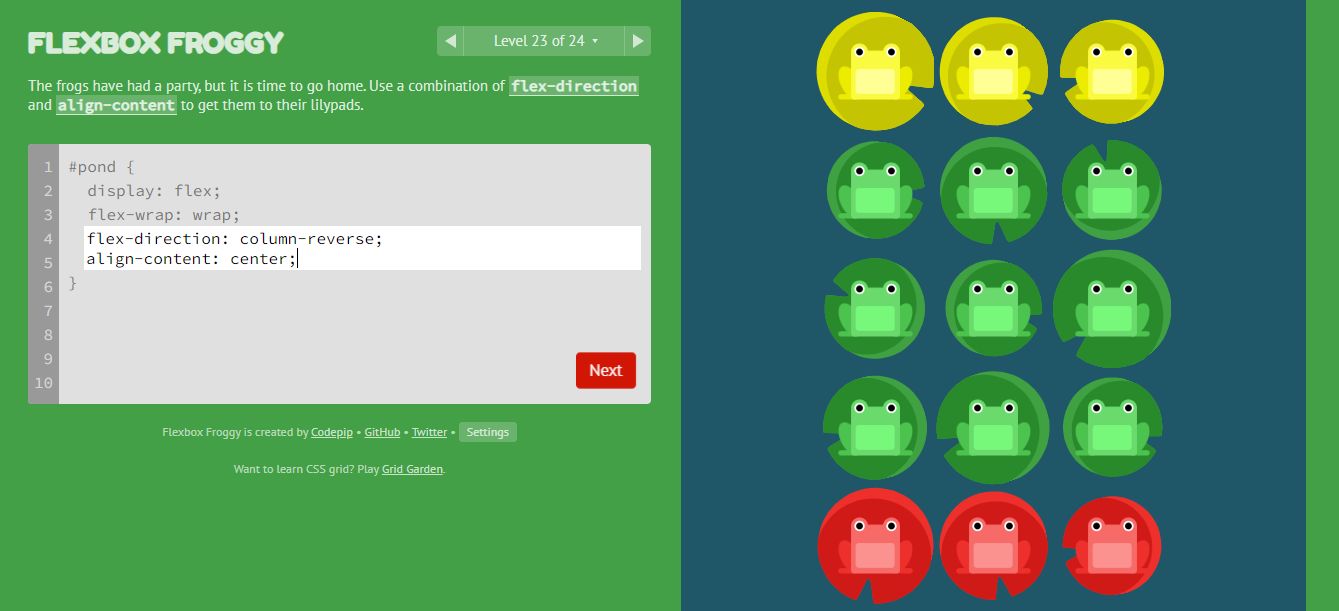 FLEXBOX FROGGY
Level 23 of 24
The frogs have had a party, but it is time to go home. Use a combination of flex-direction
and align-content to get them to their lilypads.
1 #pond {
2 display: flex;
3 flex-wrap: wrap;
4 flex-direction: column-reverse;
5 align-content: center;
6 }
7
8
9
10
Next
Flexbox Froggy is created by Codepip • GitHub • Twitter • Settings
Want to learn CSS grid? Play Grid Garden.